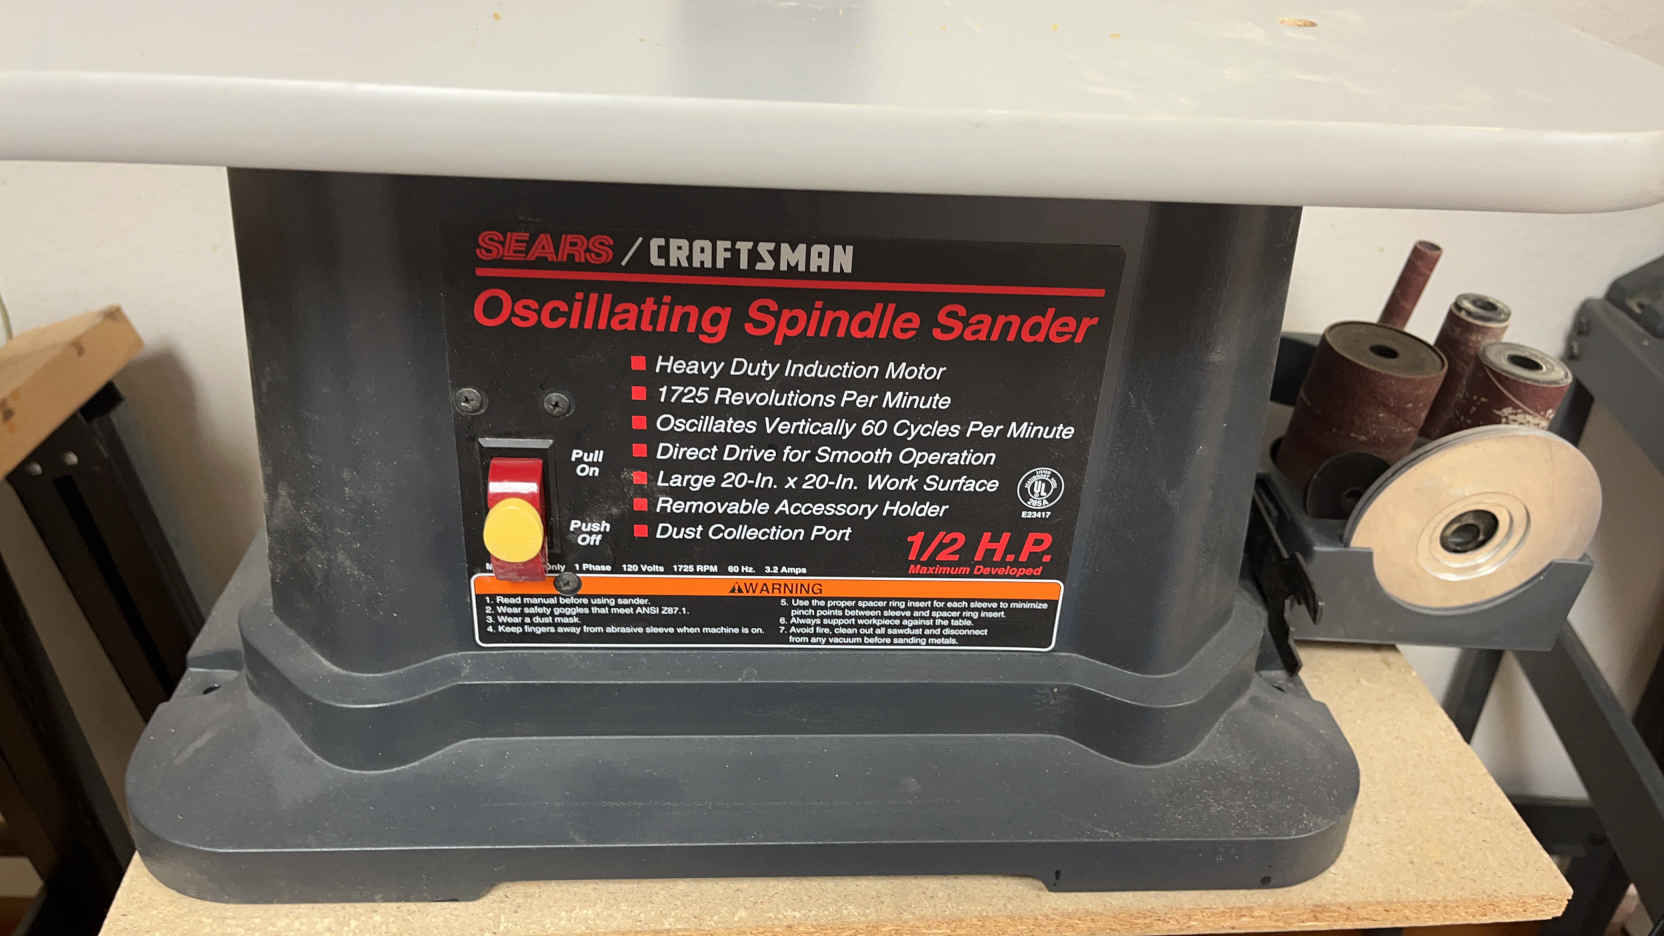 SEARS / CRAFTSMAN
Oscillating Spindle Sander
Heavy Duty Induction Motor
1725 Revolutions Per Minute
Oscillates Vertically 60 Cycles Per Minute
Direct Drive for Smooth Operation
Large 20-In. x 20-In. Work Surface
Removable Accessory Holder
Dust Collection Port
Pull
On
Push
Off
UL
E23417
1/2 H.P.
Maximum Developed
1 Phase 120 Volts 1725 RPM 60 Hz. 3.2 Amps
WARNING
1. Read manual before using sander.
2. Wear safety goggles that meet ANSI Z87.1.
3. Wear a dust mask.
4. Keep fingers away from abrasive sleeve when machine is on.
5. Use the proper spacer ring insert for each sleeve to minimize
pinch points between sleeve and spacer ring insert.
6. Always support workpiece against the table.
7. Avoid fire, clean out all sawdust and disconnect
from any vacuum before sanding metals.